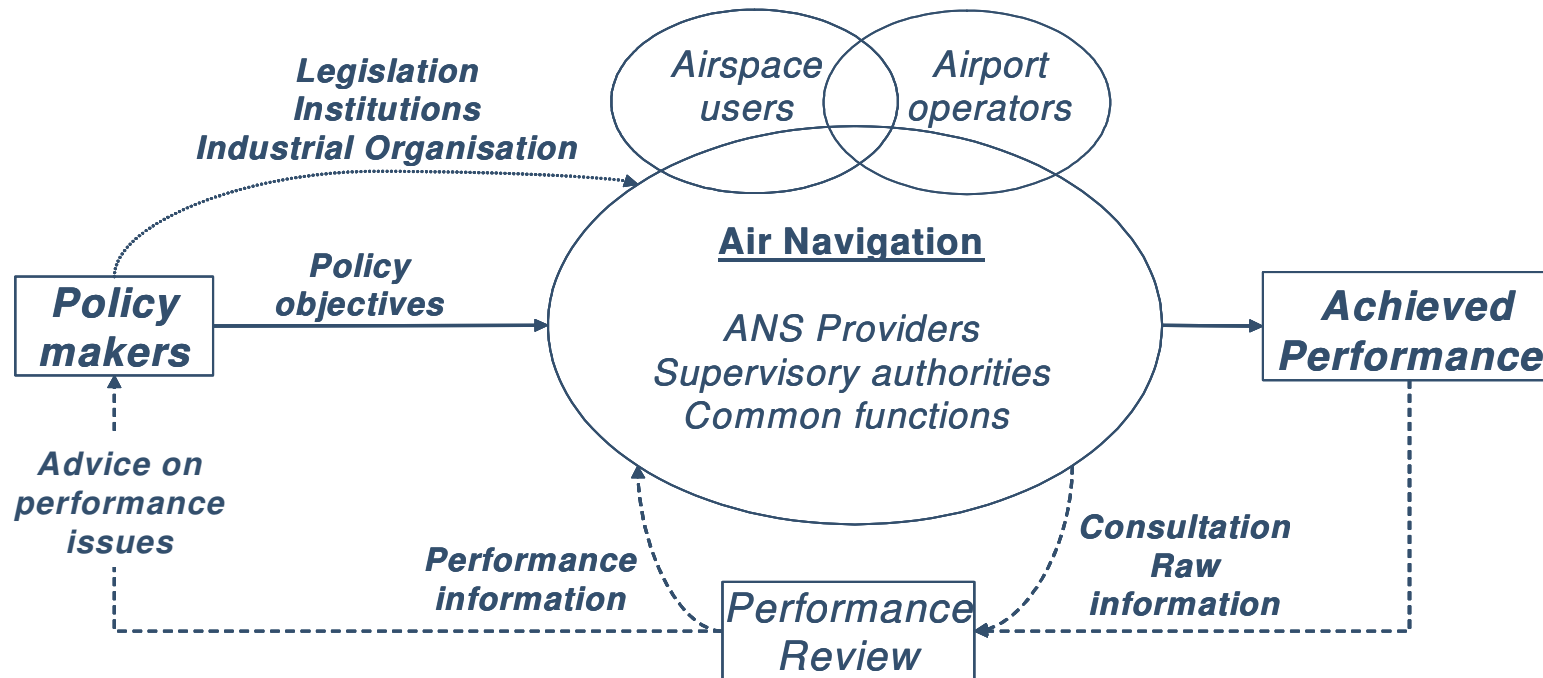 Airspace
users
Airport
operators
Legislation
Institutions
Industrial Organisation
Air Navigation
Policy
objectives
Policy
makers
ANS Providers
Supervisory authorities
Common functions
Achieved
Performance
Advice on
performance
issues
Performance
information
Consultation
Raw
information
Performance
Review